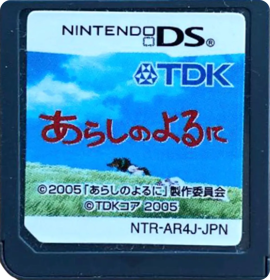 NINTENDO DS
TDK
あらしのよるに
©2005「あらしのよるに」製作委員会
©TDKコア 2005
NTR-AR4J-JPN